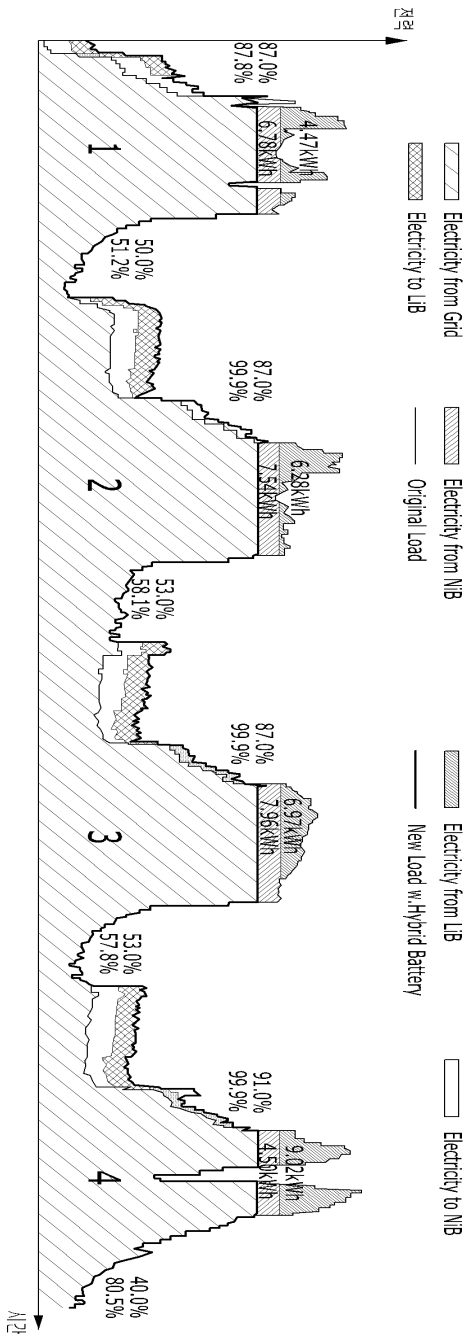 전력
Electricity from Grid
Electricity from NiB
Electricity from LiB
Electricity to NiB
Electricity to LiB
Original Load
New Load w.Hybrid Battery
4.47kWh
6.78kWh
87.0%
87.8%
1
50.0%
51.2%
6.28kWh
7.54kWh
87.0%
99.9%
2
53.0%
58.1%
6.97kWh
7.96kWh
87.0%
99.9%
3
53.0%
57.8%
9.02kWh
4.50kWh
91.0%
99.9%
4
40.0%
80.5%
시간